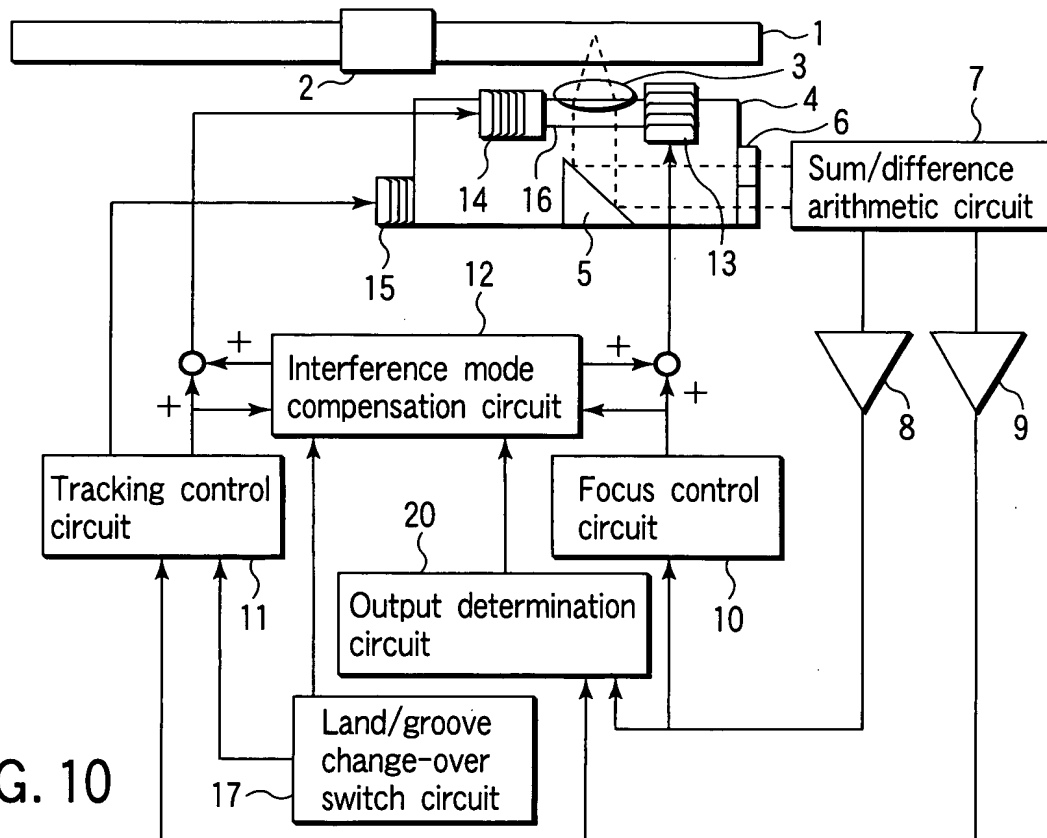 1
2
3
4
6
7
Sum/difference
arithmetic circuit
14
16
13
15
5
12
+
+
Interference mode
compensation circuit
+
+
8
9
Tracking control
circuit
Focus control
circuit
20
11
10
Output determination
circuit
Land/groove
change-over
switch circuit
17
G. 10